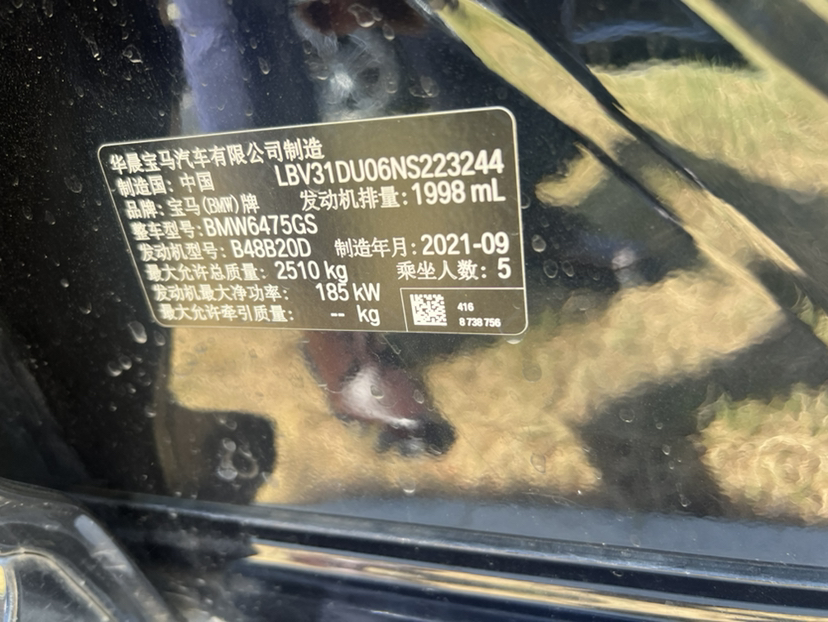 华晨宝马汽车有限公司制造
制造国: 中国 LBV31DU06NS223244
品牌: 宝马(BMW)牌 发动机排量: 1998 mL
整车型号: BMW6475GS
发动机型号: B48B20D 制造年月: 2021-09
最大允许总质量: 2510 kg 乘坐人数: 5
发动机最大净功率: 185 kW
最大允许牵引质量: -- kg
416
8 738 756